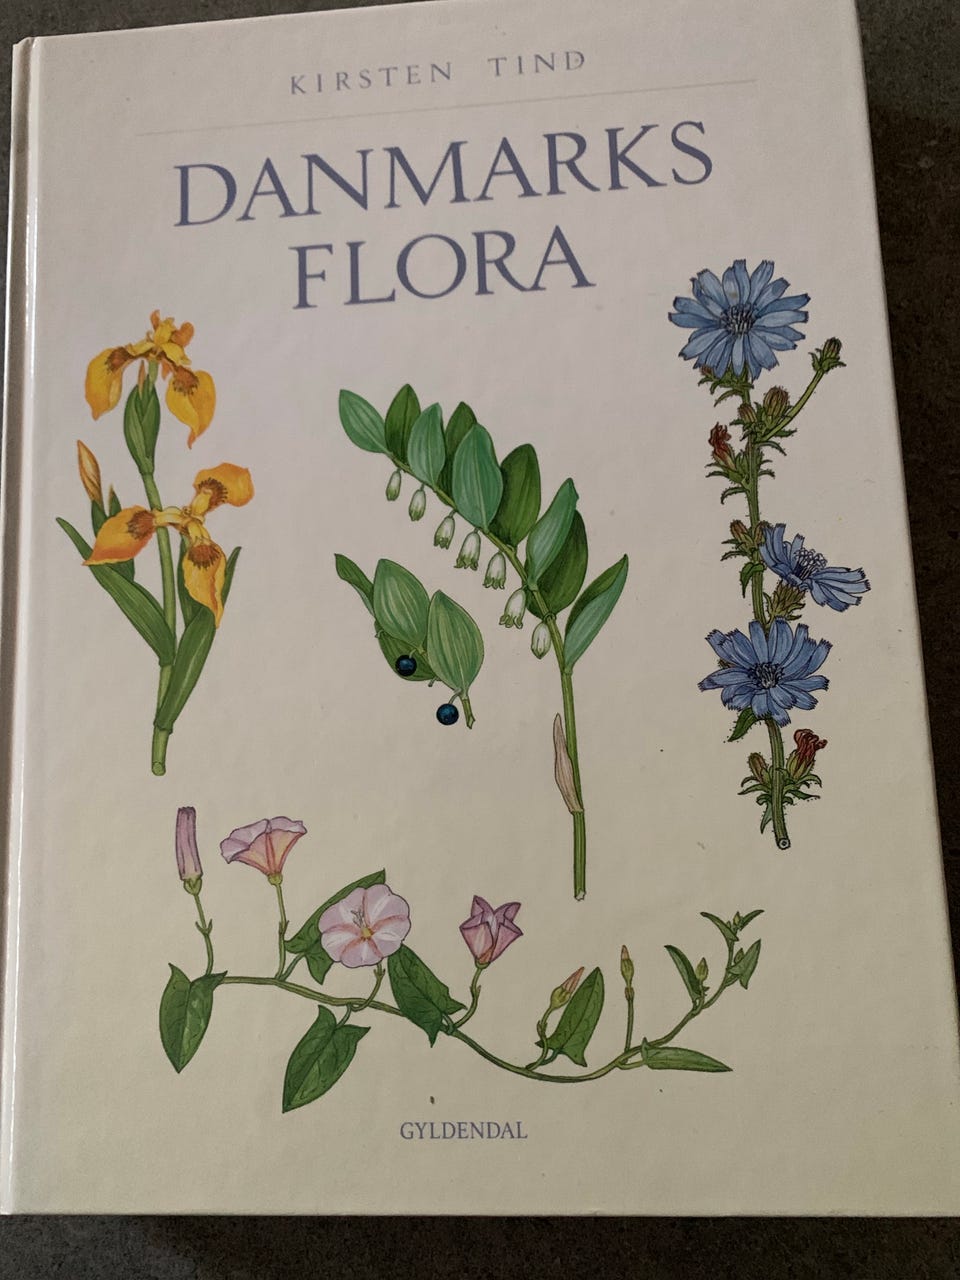 KIRSTEN TIND
DANMARKS
FLORA
GYLDENDAL